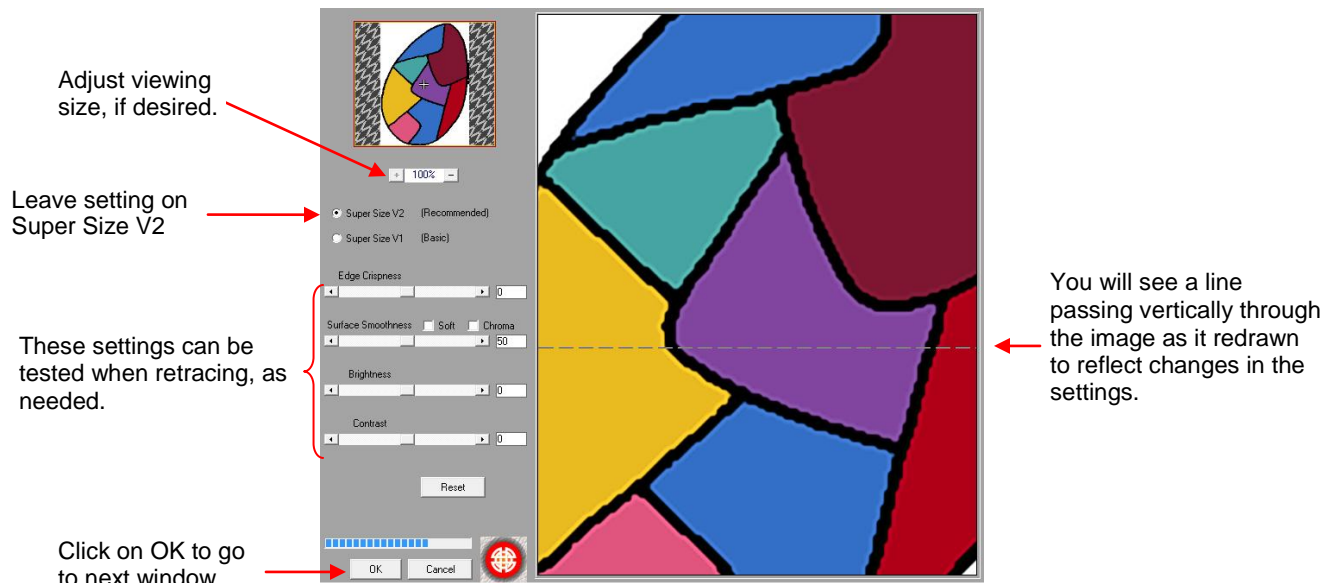 Adjust viewing
size, if desired.
+ 100% −
Leave setting on
Super Size V2
Super Size V2 (Recommended)
Super Size V1 (Basic)
Edge Crispness
0
Surface Smoothness Soft Chroma
50
These settings can be
tested when retracing, as
needed.
Brightness
0
Contrast
0
Reset
You will see a line
passing vertically through
the image as it redrawn
to reflect changes in the
settings.
Click on OK to go
to next window
OK Cancel